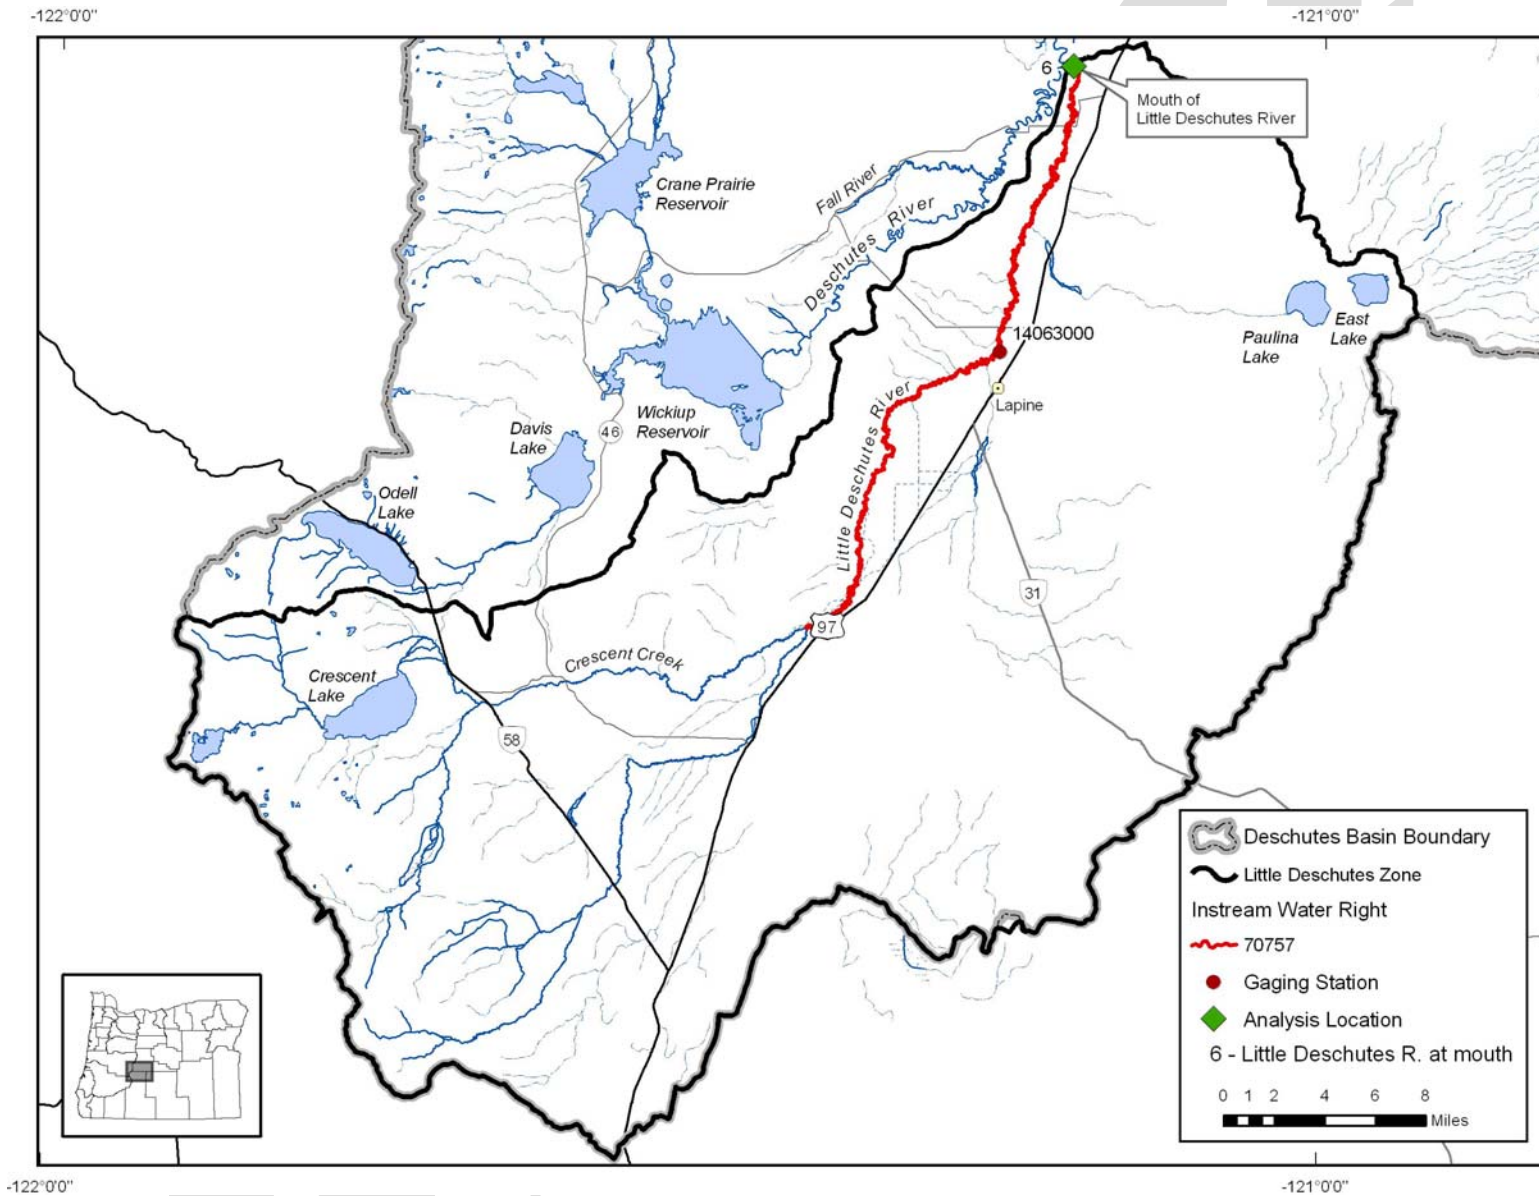 -122°0'0"
-121°0'0"
6
Mouth of
Little Deschutes River
Crane Prairie
Reservoir
Fall River
Deschutes River
14063000
Paulina
Lake
East
Lake
Lapine
Wickiup
Reservoir
Davis
Lake
46
Odell
Lake
Little Deschutes River
31
97
Crescent Creek
Crescent
Lake
58
Deschutes Basin Boundary
Little Deschutes Zone
Instream Water Right
70757
Gaging Station
Analysis Location
6 - Little Deschutes R. at mouth
0 1 2 4 6 8
Miles
-122°0'0"
-121°0'0"